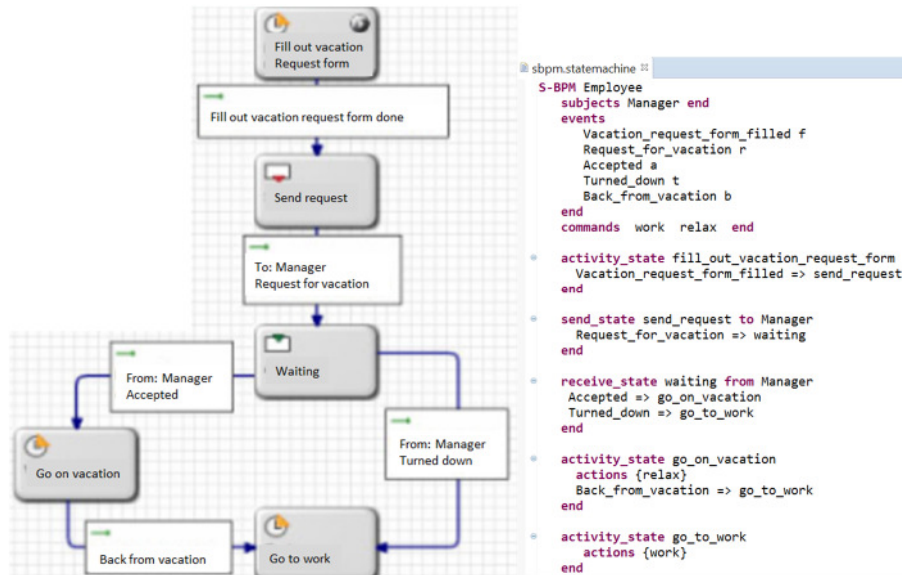 Fill out vacation
Request form
Fill out vacation request form done
Send request
To: Manager
Request for vacation
Waiting
From: Manager
Accepted
From: Manager
Turned down
Go on vacation
Back from vacation
Go to work
sbpm.statemachine
S-BPM Employee
subjects Manager end
events
Vacation_request_form_filled f
Request_for_vacation r
Accepted a
Turned_down t
Back_from_vacation b
end
commands work relax end
activity_state fill_out_vacation_request_form
Vacation_request_form_filled => send_request
end
send_state send_request to Manager
Request_for_vacation => waiting
end
receive_state waiting from Manager
Accepted => go_on_vacation
Turned_down => go_to_work
end
activity_state go_on_vacation
actions {relax}
Back_from_vacation => go_to_work
end
activity_state go_to_work
actions {work}
end